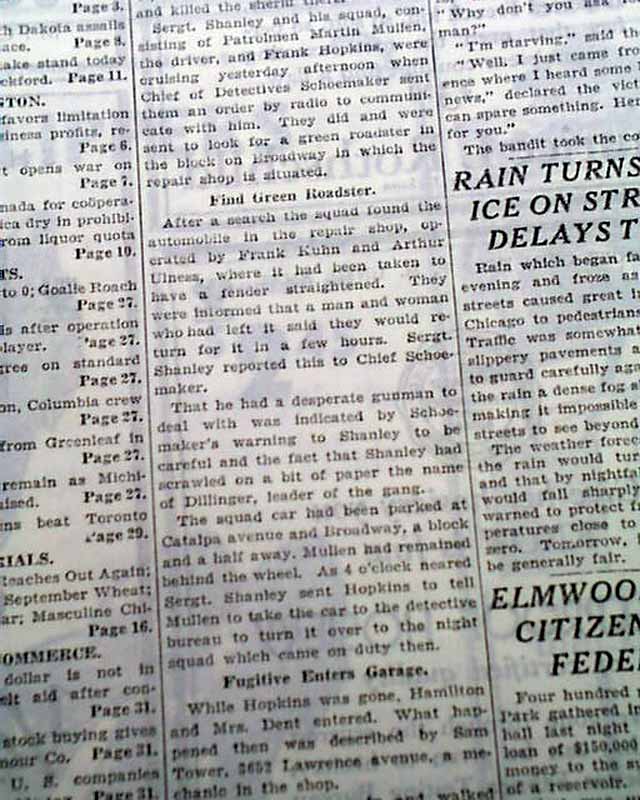 Page 3.
h Dakota assails
ace. Page 8.
ake stand today
ckford. Page 11.
GTON.
favors limitation
siness profits, re-
Page 6.
t opens war on
Page 7.
nada for coöpera-
ica dry in prohibi-
rom liquor quota
Page 10.
TS.
to 0; Goalie Roach
Page 27.
is after operation
layer. Page 27.
gree on standard
Page 27.
on, Columbia crew
Page 27.
from Greenleaf in
Page 27.
remain as Michi-
aised. Page 27.
ns beat Toronto
Page 29.
IALS.
Reaches Out Again;
September Wheat;
ar; Masculine Chi-
Page 16.
OMMERCE.
dollar is not in
elt aid after con-
Page 31.
stock buying gives
nour Co. Page 31.
U. S. companies
Page 31.
and killed the sheriff there.
Sergt. Shanley and his squad, con-
sisting of Patrolmen Martin Mullen,
the driver, and Frank Hopkins, were
cruising yesterday afternoon when
Chief of Detectives Schoemaker sent
them an order by radio to communi-
cate with him. They did and were
sent to look for a green roadster in
the block on Broadway in which the
repair shop is situated.
Find Green Roadster.
After a search the squad found the
automobile in the repair shop, op-
erated by Frank Kuhn and Arthur
Ulness, where it had been taken to
have a fender straightened. They
were informed that a man and woman
who had left it said they would re-
turn for it in a few hours. Sergt.
Shanley reported this to Chief Schoe-
maker.
That he had a desperate gunman to
deal with was indicated by Schoe-
maker's warning to Shanley to be
careful and the fact that Shanley had
scrawled on a bit of paper the name
of Dillinger, leader of the gang.
The squad car had been parked at
Catalpa avenue and Broadway, a block
and a half away. Mullen had remained
behind the wheel. As 4 o'clock neared
Sergt. Shanley sent Hopkins to tell
Mullen to take the car to the detective
bureau to turn it over to the night
squad which came on duty then.
Fugitive Enters Garage.
While Hopkins was gone, Hamilton
and Mrs. Dent entered. What hap-
pened then was described by Sam
Tower, 3652 Lawrence avenue, a me-
chanic in the shop.
and walked
"Why don't you ask
man?"
"I'm starving," said th
"Well, I just came fro
ence where I heard some
news," declared the vict
can spare something. Her
for you."
The bandit took the co
RAIN TURNS
ICE ON STR
DELAYS T
Rain which began fa
evening and froze as
streets caused great
Chicago to pedestrians
Traffic was somewha
slippery pavements a
to guard carefully aga
the rain a dense fog a
making it impossible
streets to see beyond
The weather forec
the rain would tur
and that by nightfa
would fall sharply
warned to protect
peratures close to
zero. Tomorrow,
be generally fair.
ELMWOO
CITIZEN
FEDE
Four hundred
Park gathered in
hall last night
loan of $150,000
money to the su
of a reservoir.